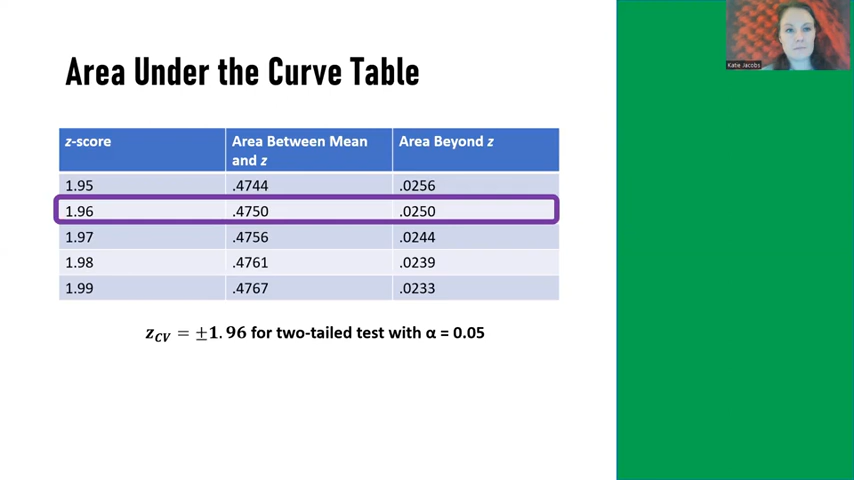 Katie Jacobs
Area Under the Curve Table
z-score Area Between Mean and z Area Beyond z
1.95 .4744 .0256
1.96 .4750 .0250
1.97 .4756 .0244
1.98 .4761 .0239
1.99 .4767 .0233
z_CV = ±1.96 for two-tailed test with α = 0.05